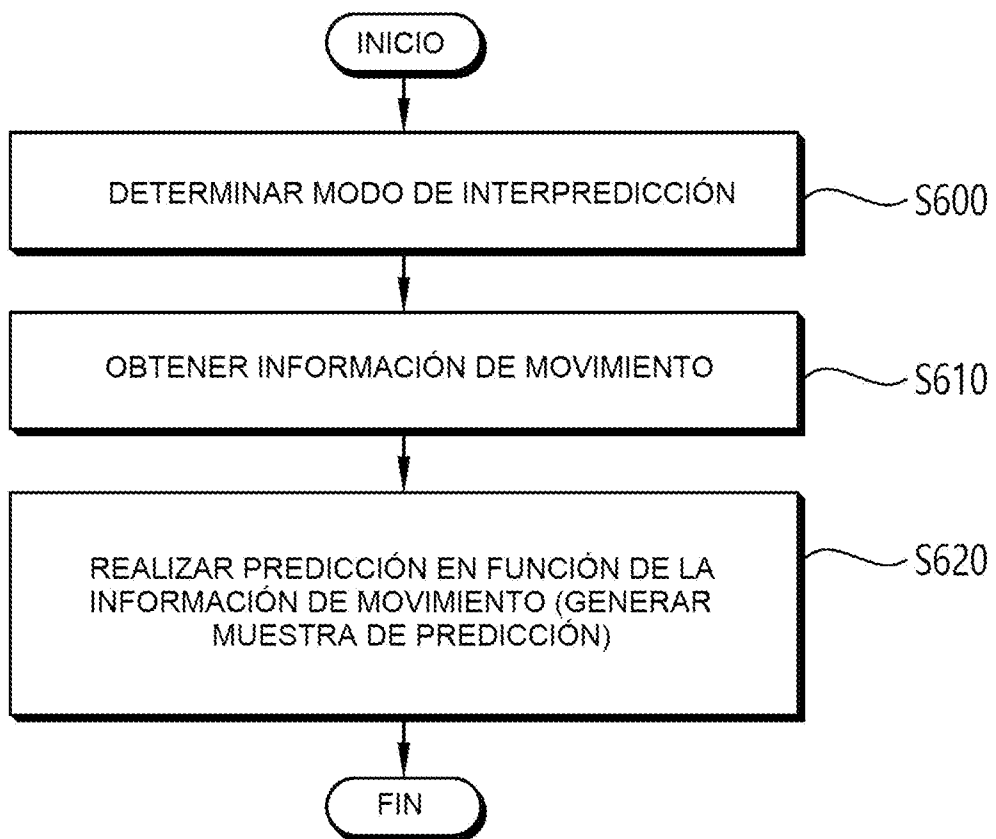 INICIO
DETERMINAR MODO DE INTERPREDICCIÓN
S600
OBTENER INFORMACIÓN DE MOVIMIENTO
S610
REALIZAR PREDICCIÓN EN FUNCIÓN DE LA
INFORMACIÓN DE MOVIMIENTO (GENERAR
MUESTRA DE PREDICCIÓN)
S620
FIN